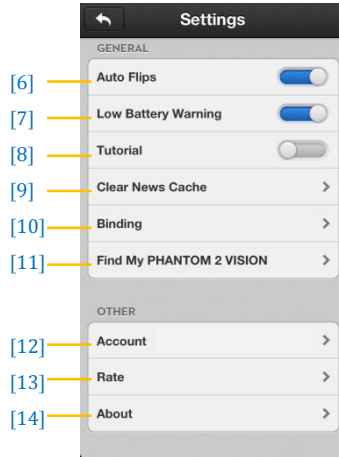 Settings
GENERAL
[6] Auto Flips
[7] Low Battery Warning
[8] Tutorial
[9] Clear News Cache
[10] Binding
[11] Find My PHANTOM 2 VISION
OTHER
[12] Account
[13] Rate
[14] About